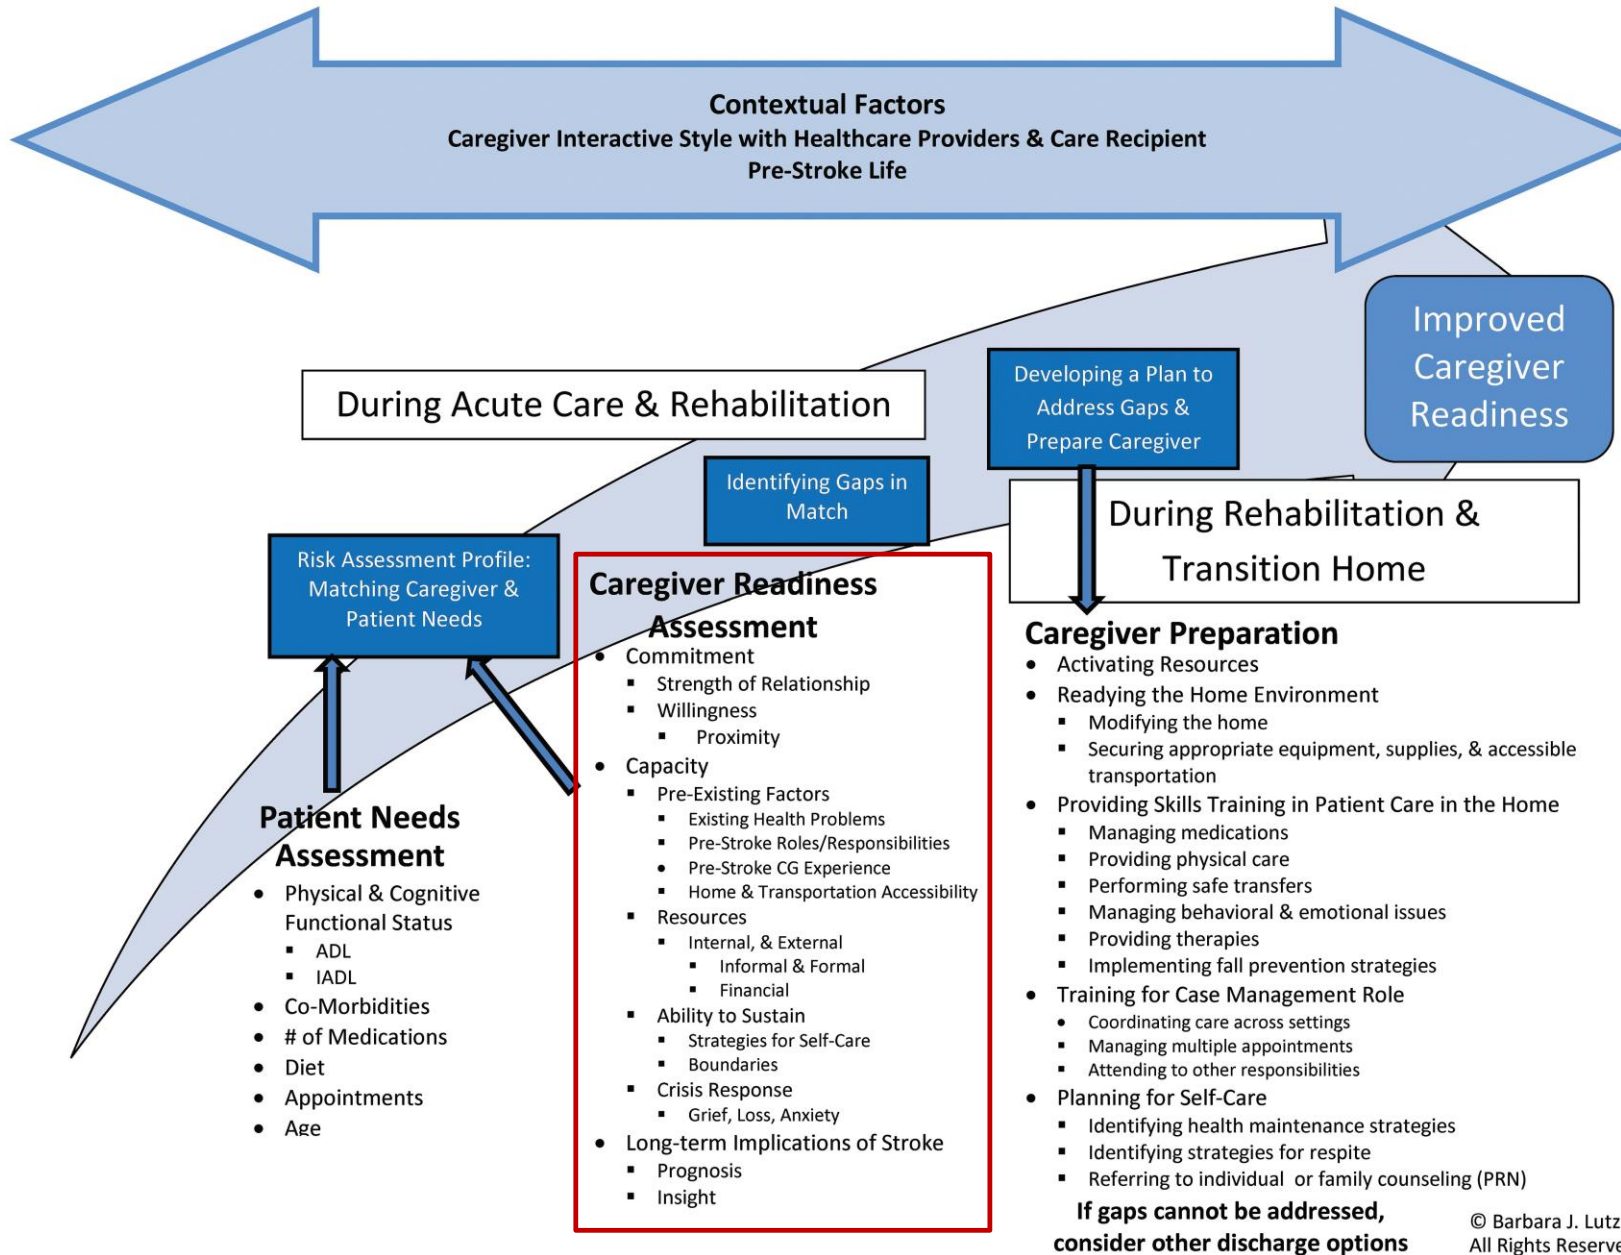 Contextual Factors
Caregiver Interactive Style with Healthcare Providers & Care Recipient
Pre-Stroke Life
Improved
Caregiver
Readiness
During Acute Care & Rehabilitation
Developing a Plan to
Address Gaps &
Prepare Caregiver
Identifying Gaps in
Match
During Rehabilitation &
Transition Home
Risk Assessment Profile:
Matching Caregiver &
Patient Needs
Patient Needs
Assessment
• Physical & Cognitive
Functional Status
▪ ADL
▪ IADL
• Co-Morbidities
• # of Medications
• Diet
• Appointments
• Age
Caregiver Readiness
Assessment
• Commitment
▪ Strength of Relationship
▪ Willingness
▪ Proximity
• Capacity
▪ Pre-Existing Factors
▪ Existing Health Problems
▪ Pre-Stroke Roles/Responsibilities
• Pre-Stroke CG Experience
▪ Home & Transportation Accessibility
▪ Resources
▪ Internal, & External
▪ Informal & Formal
▪ Financial
▪ Ability to Sustain
▪ Strategies for Self-Care
▪ Boundaries
▪ Crisis Response
▪ Grief, Loss, Anxiety
• Long-term Implications of Stroke
▪ Prognosis
▪ Insight
Caregiver Preparation
• Activating Resources
• Readying the Home Environment
▪ Modifying the home
▪ Securing appropriate equipment, supplies, & accessible
transportation
• Providing Skills Training in Patient Care in the Home
▪ Managing medications
▪ Providing physical care
▪ Performing safe transfers
▪ Managing behavioral & emotional issues
▪ Providing therapies
▪ Implementing fall prevention strategies
• Training for Case Management Role
• Coordinating care across settings
▪ Managing multiple appointments
▪ Attending to other responsibilities
• Planning for Self-Care
▪ Identifying health maintenance strategies
▪ Identifying strategies for respite
▪ Referring to individual or family counseling (PRN)
If gaps cannot be addressed,
consider other discharge options
© Barbara J. Lutz
All Rights Reserve